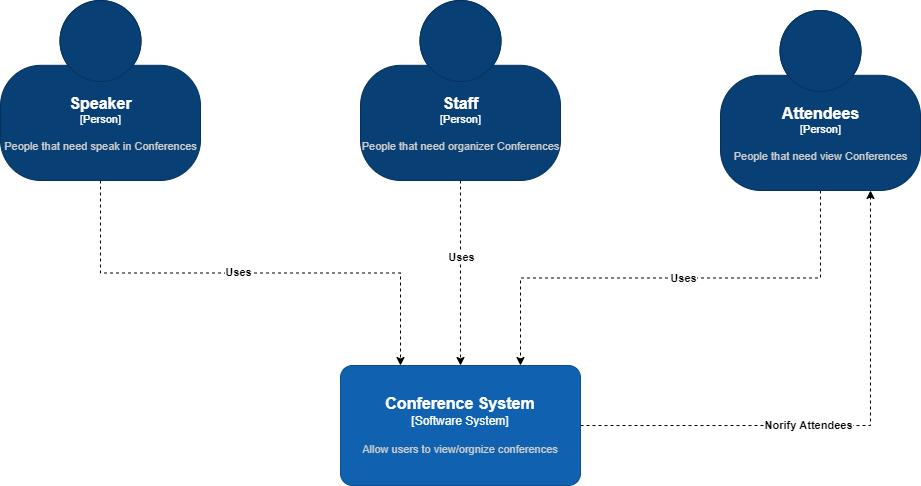 Speaker
[Person]
People that need speak in Conferences
Staff
[Person]
People that need organizer Conferences
Attendees
[Person]
People that need view Conferences
Uses
Uses
Uses
Conference System
[Software System]
Allow users to view/orgnize conferences
Norify Attendees